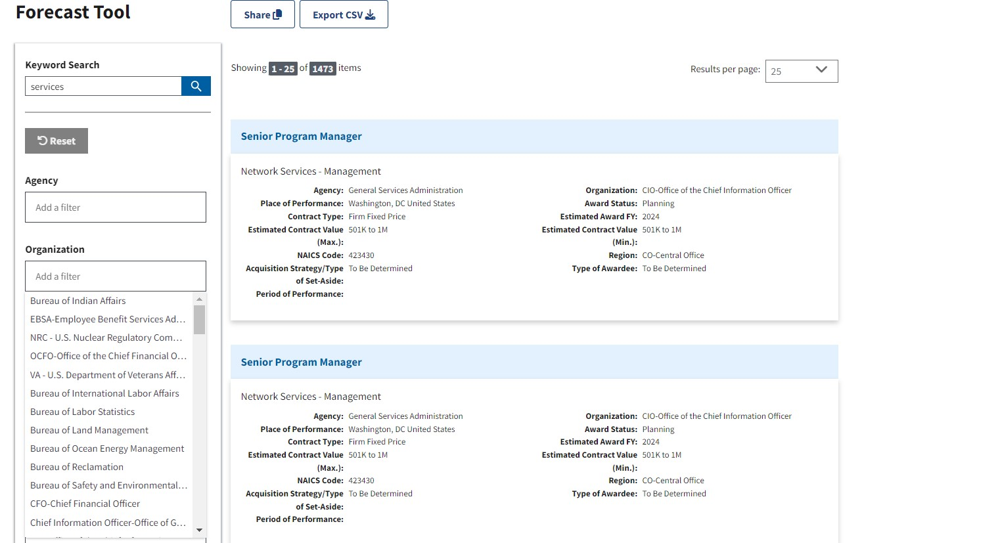 Forecast Tool
Share
Export CSV
Keyword Search
services
Reset
Agency
Add a filter
Organization
Add a filter
Bureau of Indian Affairs
EBSA-Employee Benefit Services Ad...
NRC - U.S. Nuclear Regulatory Com...
OCFO-Office of the Chief Financial O...
VA - U.S. Department of Veterans Aff...
Bureau of International Labor Affairs
Bureau of Labor Statistics
Bureau of Land Management
Bureau of Ocean Energy Management
Bureau of Reclamation
Bureau of Safety and Environmental...
CFO-Chief Financial Officer
Chief Information Officer-Office of G...
Showing 1 - 25 of 1473 items
Results per page: 25
Senior Program Manager
Network Services - Management
Agency: General Services Administration
Place of Performance: Washington, DC United States
Contract Type: Firm Fixed Price
Estimated Contract Value 501K to 1M
(Max.):
NAICS Code: 423430
Acquisition Strategy/Type To Be Determined
of Set-Aside:
Period of Performance:
Organization: CIO-Office of the Chief Information Officer
Award Status: Planning
Estimated Award FY: 2024
Estimated Contract Value 501K to 1M
(Min.):
Region: CO-Central Office
Type of Awardee: To Be Determined
Senior Program Manager
Network Services - Management
Agency: General Services Administration
Place of Performance: Washington, DC United States
Contract Type: Firm Fixed Price
Estimated Contract Value 501K to 1M
(Max.):
NAICS Code: 423430
Acquisition Strategy/Type To Be Determined
of Set-Aside:
Period of Performance:
Organization: CIO-Office of the Chief Information Officer
Award Status: Planning
Estimated Award FY: 2024
Estimated Contract Value 501K to 1M
(Min.):
Region: CO-Central Office
Type of Awardee: To Be Determined